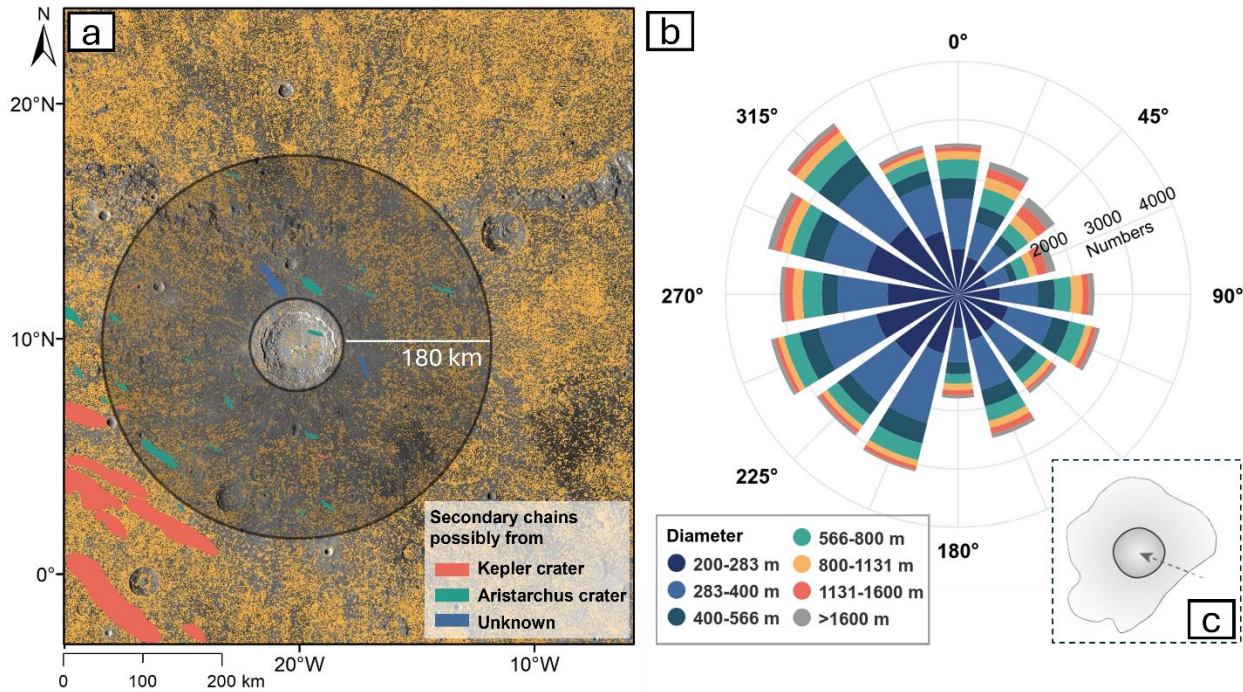 N
a
20°N
10°N
0°
180 km
Secondary chains
possibly from
Kepler crater
Aristarchus crater
Unknown
20°W
10°W
0
100
200 km
b
0°
45°
90°
180°
225°
270°
315°
2000
3000
4000
Numbers
Diameter
200-283 m
283-400 m
400-566 m
566-800 m
800-1131 m
1131-1600 m
>1600 m
c